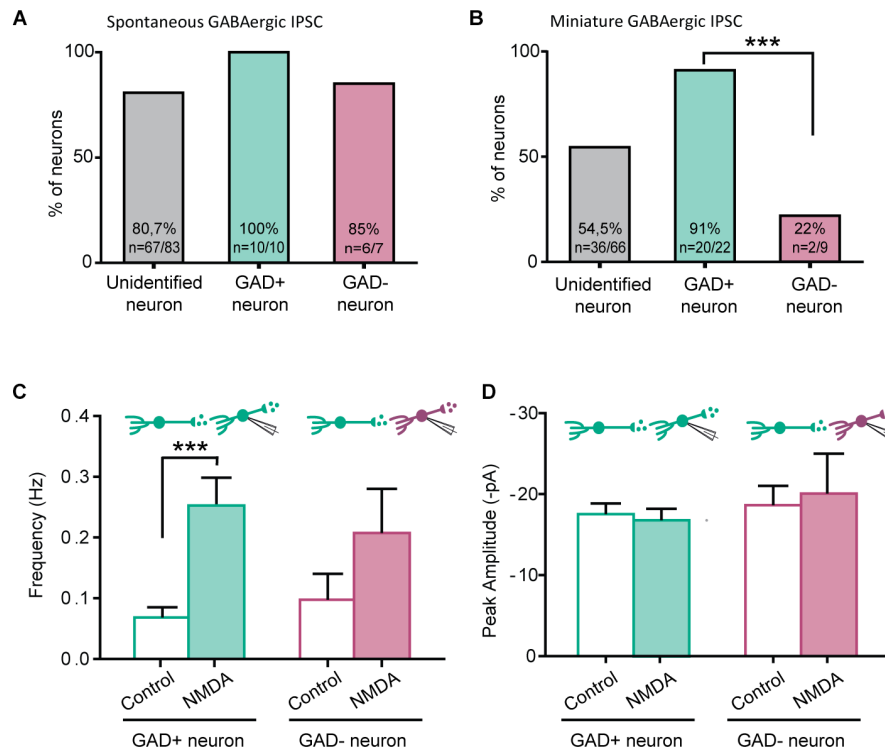 A
Spontaneous GABAergic IPSC
% of neurons
100
50
0
80,7%
n=67/83
100%
n=10/10
85%
n=6/7
Unidentified
neuron
GAD+
neuron
GAD-
neuron
B
Miniature GABAergic IPSC
***
% of neurons
100
50
0
54,5%
n=36/66
91%
n=20/22
22%
n=2/9
Unidentified
neuron
GAD+
neuron
GAD-
neuron
C
Frequency (Hz)
0.4
0.3
0.2
0.1
0.0
***
Control
NMDA
Control
NMDA
GAD+ neuron
GAD- neuron
D
Peak Amplitude (-pA)
-30
-20
-10
0
Control
NMDA
Control
NMDA
GAD+ neuron
GAD- neuron